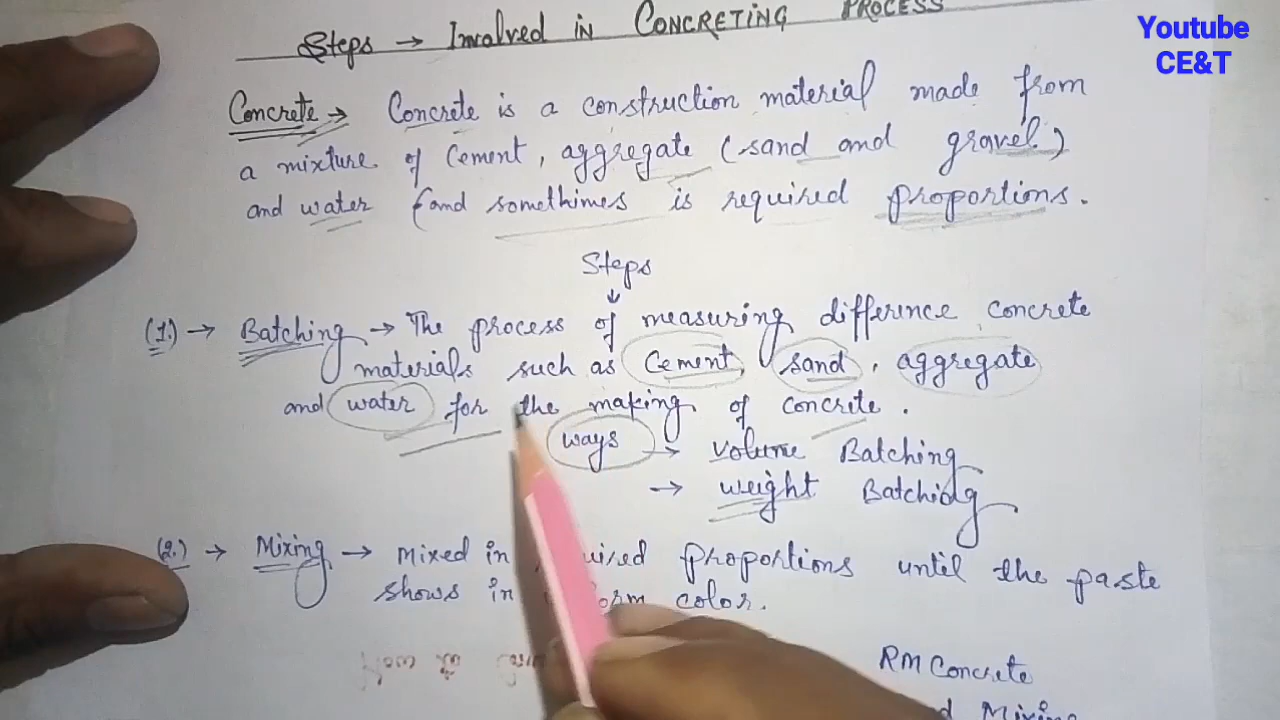 Steps → Involved in CONCRETING PROCESS
Youtube
CE&T
Concrete → Concrete is a construction material made from
a mixture of Cement, aggregate (sand and gravel)
and water (and somethimes is required proportions.
Steps
↓
(1.) → Batching → The process of measuring difference concrete
materials such as Cement, sand, aggregate
and water for the making of concrete.
ways → volume Batching
→ weight Batching
(2.) → Mixing → Mixed in proportions until the paste
shows in color.
RM Concrete
Mixing